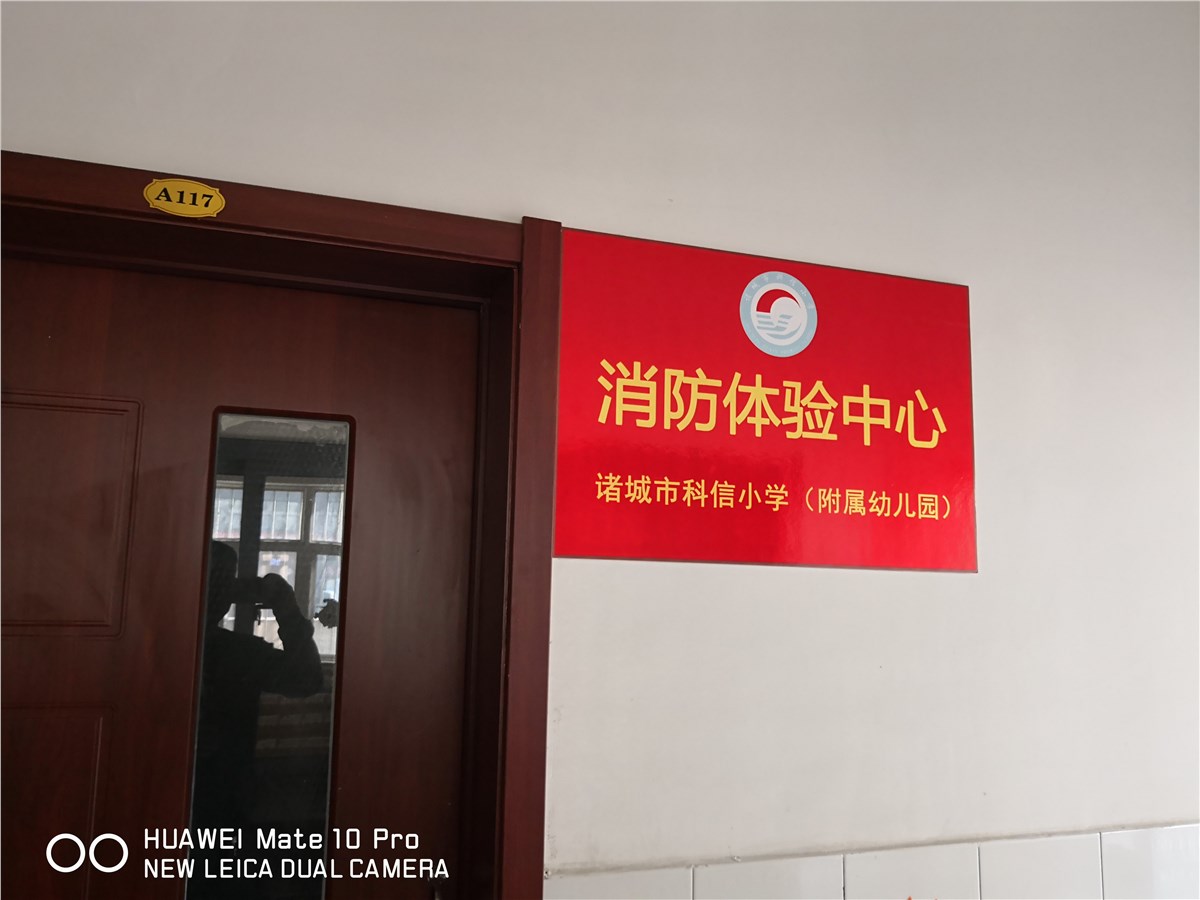 A117
消防体验中心
诸城市科信小学（附属幼儿园）
HUAWEI Mate 10 Pro
NEW LEICA DUAL CAMERA